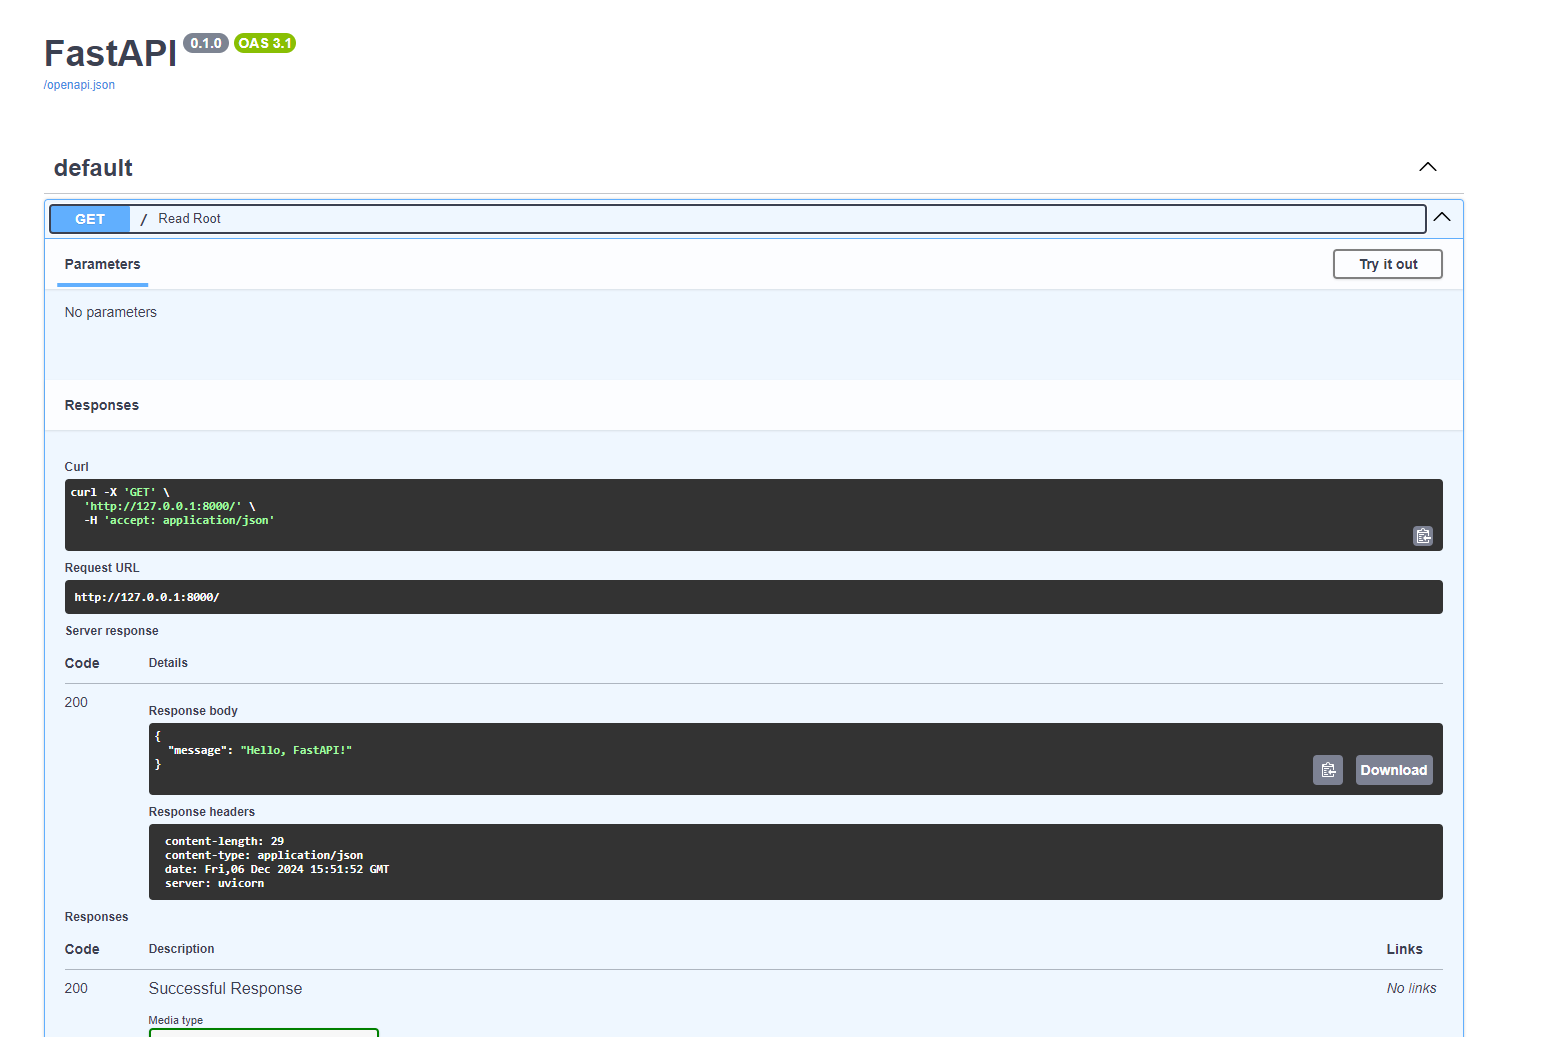 FastAPI 0.1.0 OAS 3.1
/openapi.json
default
GET / Read Root
Parameters Try it out
No parameters
Responses
Curl
curl -X 'GET' \
'http://127.0.0.1:8000/' \
-H 'accept: application/json'
Request URL
http://127.0.0.1:8000/
Server response
Code Details
200
Response body
{
"message": "Hello, FastAPI!"
}
Download
Response headers
content-length: 29
content-type: application/json
date: Fri,06 Dec 2024 15:51:52 GMT
server: uvicorn
Responses
Code Description Links
200 Successful Response No links
Media type